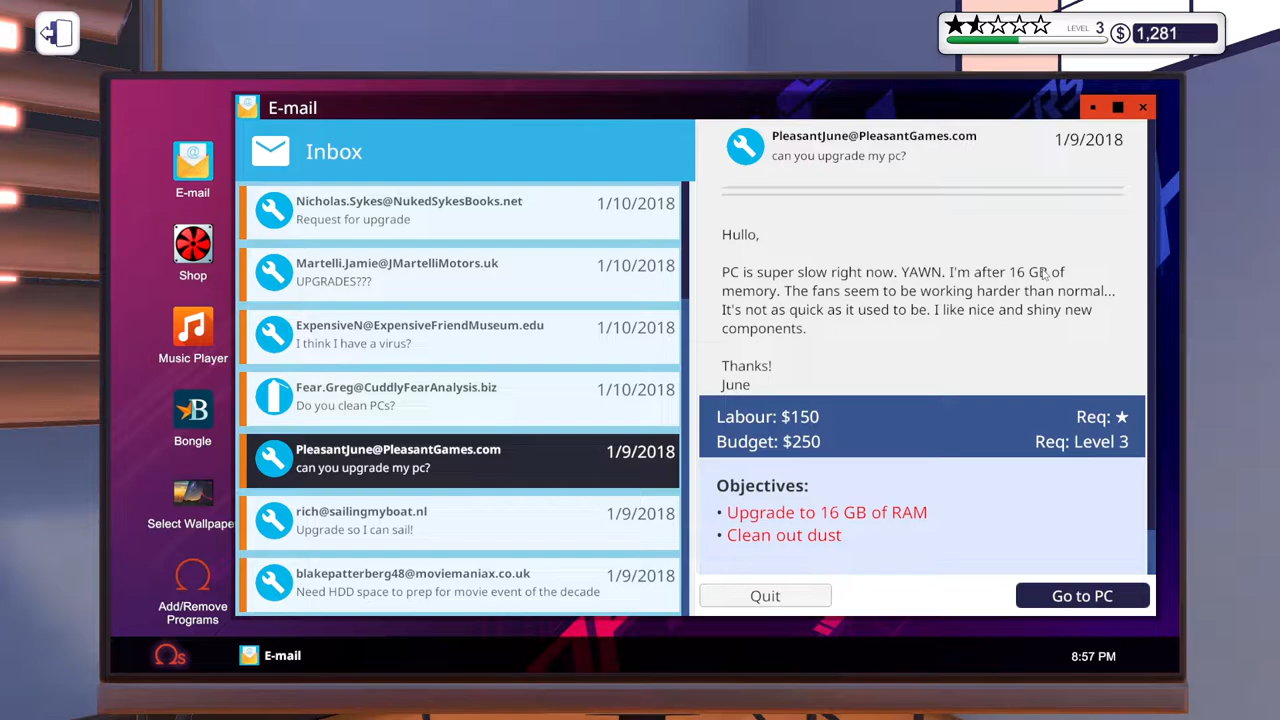 LEVEL 3
$ 1,281
E-mail
Inbox
Nicholas.Sykes@NukedSykesBooks.net 1/10/2018
Request for upgrade
Martelli.Jamie@JMartelliMotors.uk 1/10/2018
UPGRADES???
ExpensiveN@ExpensiveFriendMuseum.edu 1/10/2018
I think I have a virus?
Fear.Greg@CuddlyFearAnalysis.biz 1/10/2018
Do you clean PCs?
PleasantJune@PleasantGames.com 1/9/2018
can you upgrade my pc?
rich@sailingmyboat.nl 1/9/2018
Upgrade so I can sail!
blakepatterberg48@moviemaniax.co.uk 1/9/2018
Need HDD space to prep for movie event of the decade
PleasantJune@PleasantGames.com 1/9/2018
can you upgrade my pc?
Hullo,
PC is super slow right now. YAWN. I'm after 16 GB of
memory. The fans seem to be working harder than normal...
It's not as quick as it used to be. I like nice and shiny new
components.
Thanks!
June
Labour: $150 Req: ★
Budget: $250 Req: Level 3
Objectives:
• Upgrade to 16 GB of RAM
• Clean out dust
Quit
Go to PC
E-mail
Shop
Music Player
Bongle
Select Wallpape
Add/Remove
Programs
Ωs
E-mail
8:57 PM